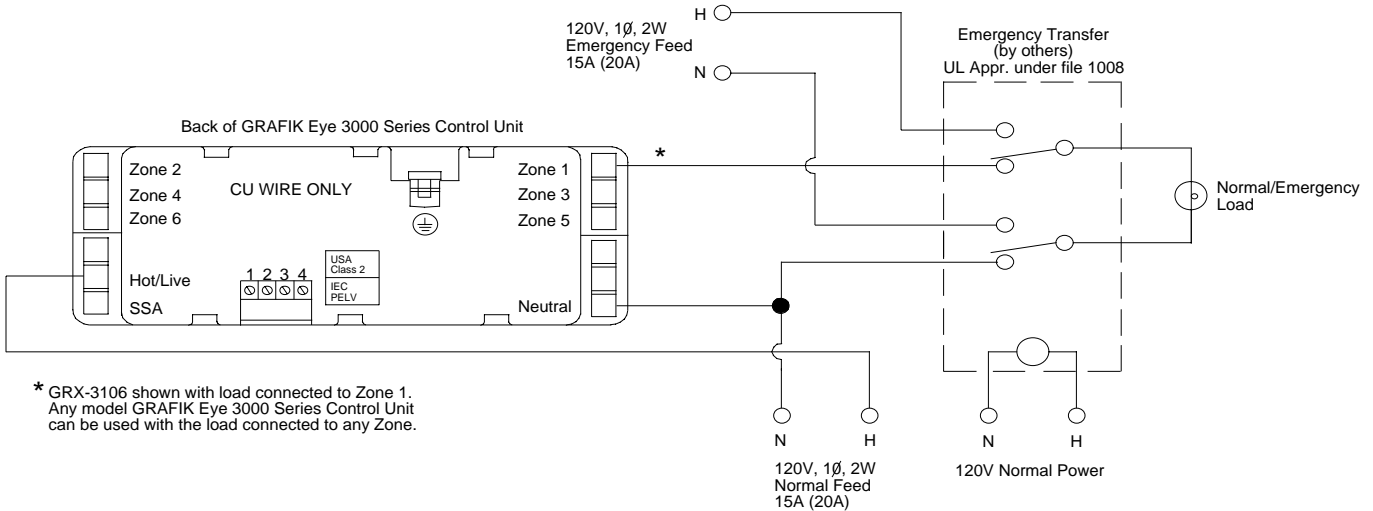 H
120V, 1Ø, 2W
Emergency Feed
15A (20A)
N
Emergency Transfer
(by others)
UL Appr. under file 1008
Back of GRAFIK Eye 3000 Series Control Unit
*
Zone 2
Zone 4
Zone 6
CU WIRE ONLY
Zone 1
Zone 3
Zone 5
Normal/Emergency
Load
Hot/Live
SSA
1 2 3 4
USA
Class 2
IEC
PELV
Neutral
* GRX-3106 shown with load connected to Zone 1.
Any model GRAFIK Eye 3000 Series Control Unit
can be used with the load connected to any Zone.
N H
120V, 1Ø, 2W
Normal Feed
15A (20A)
N H
120V Normal Power